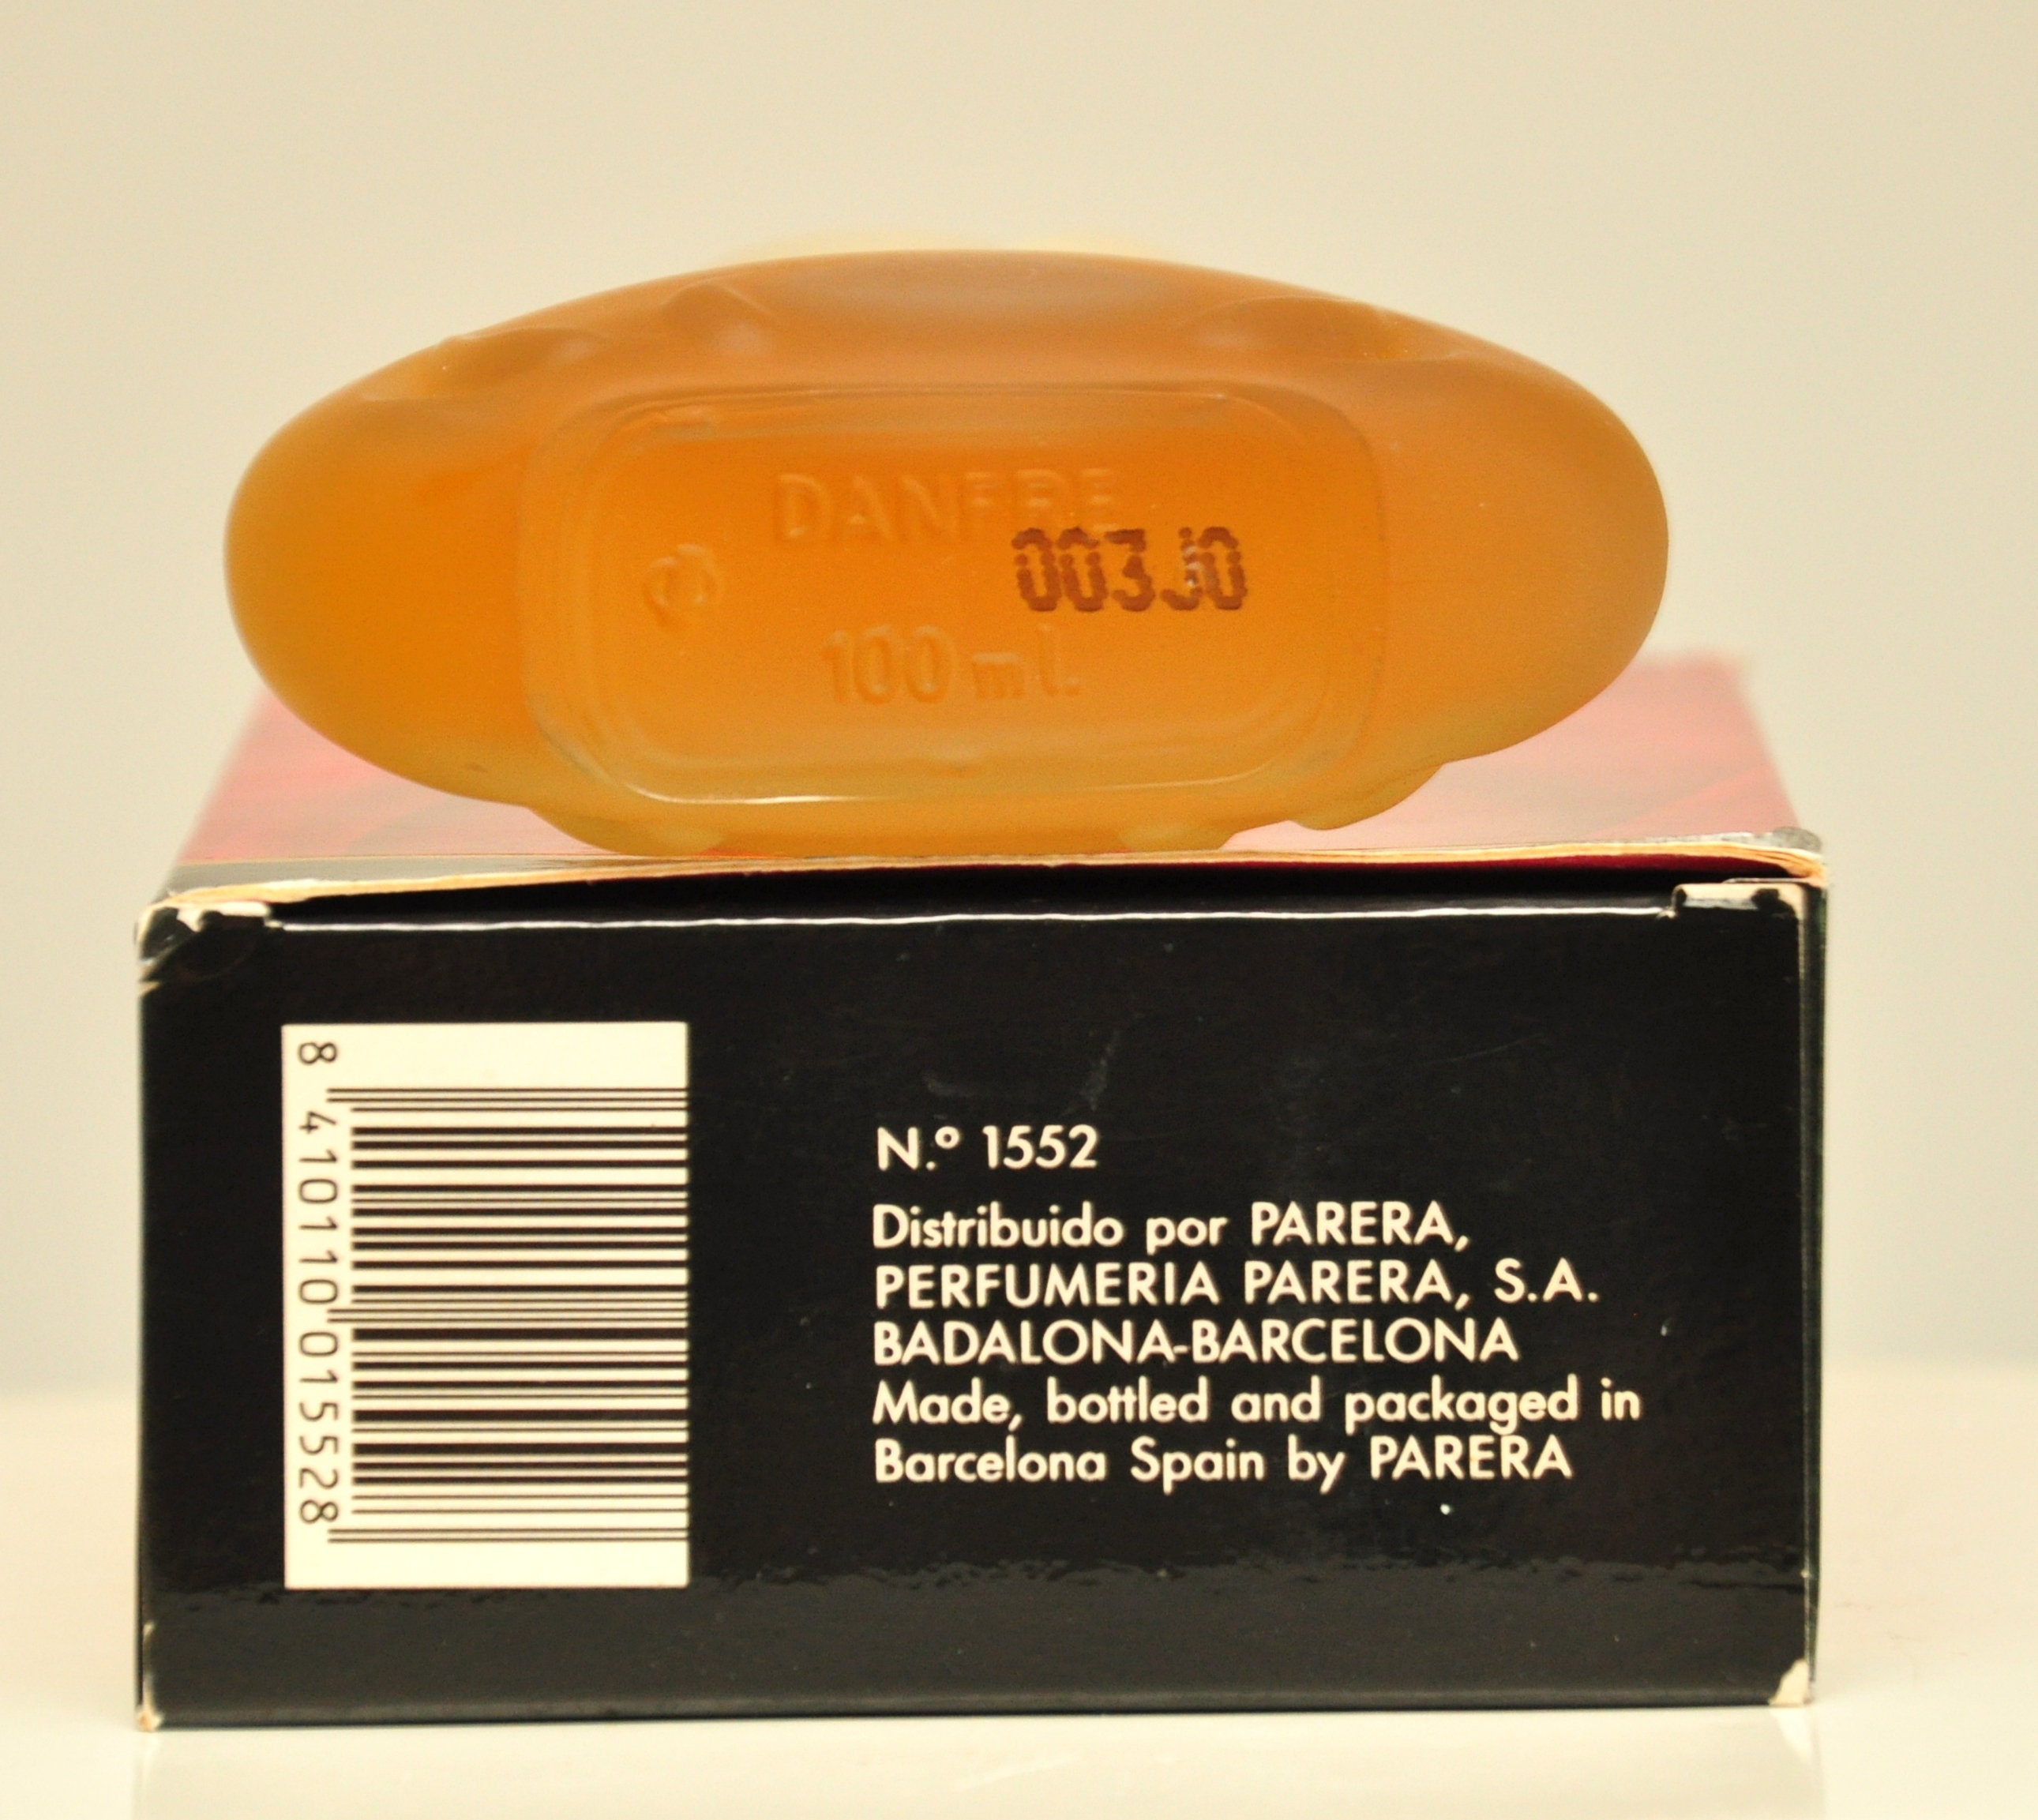 DANFRE
003J0
100 ml.
8 410110 015528
N.º 1552
Distribuido por PARERA,
PERFUMERIA PARERA, S.A.
BADALONA-BARCELONA
Made, bottled and packaged in
Barcelona Spain by PARERA